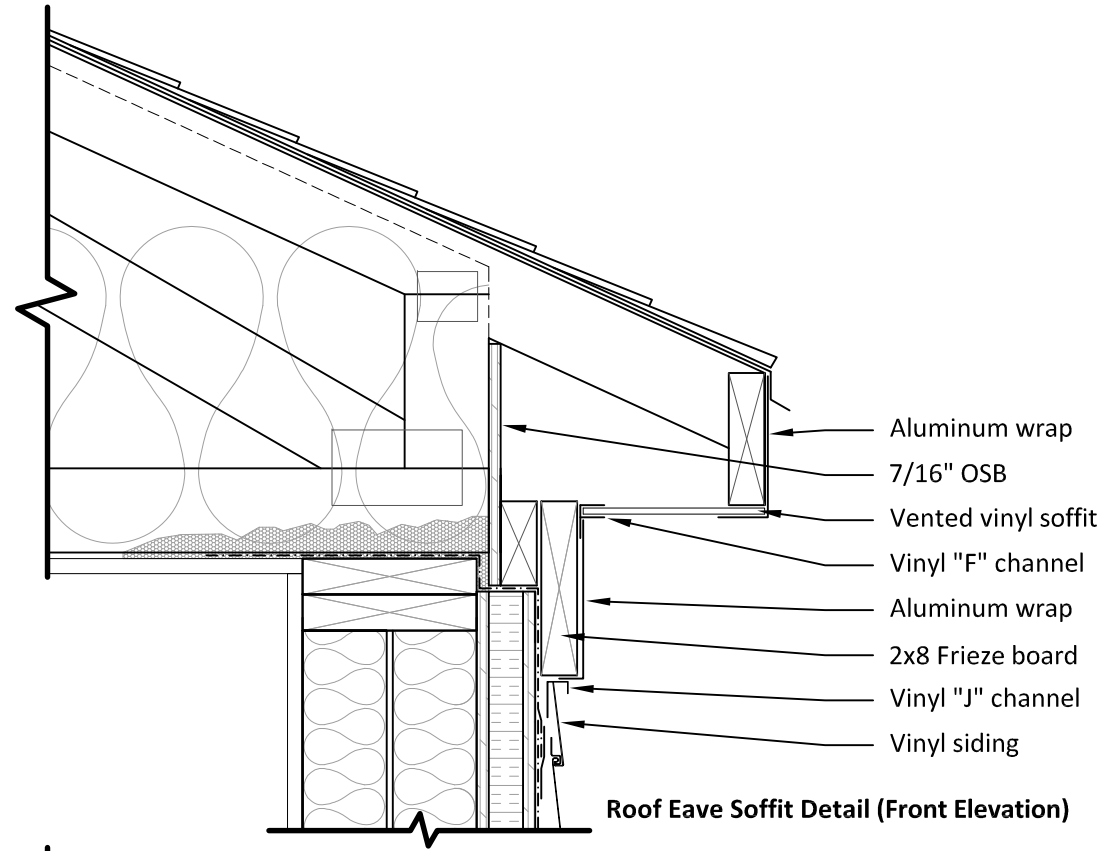 Aluminum wrap
7/16" OSB
Vented vinyl soffit
Vinyl "F" channel
Aluminum wrap
2x8 Frieze board
Vinyl "J" channel
Vinyl siding
Roof Eave Soffit Detail (Front Elevation)